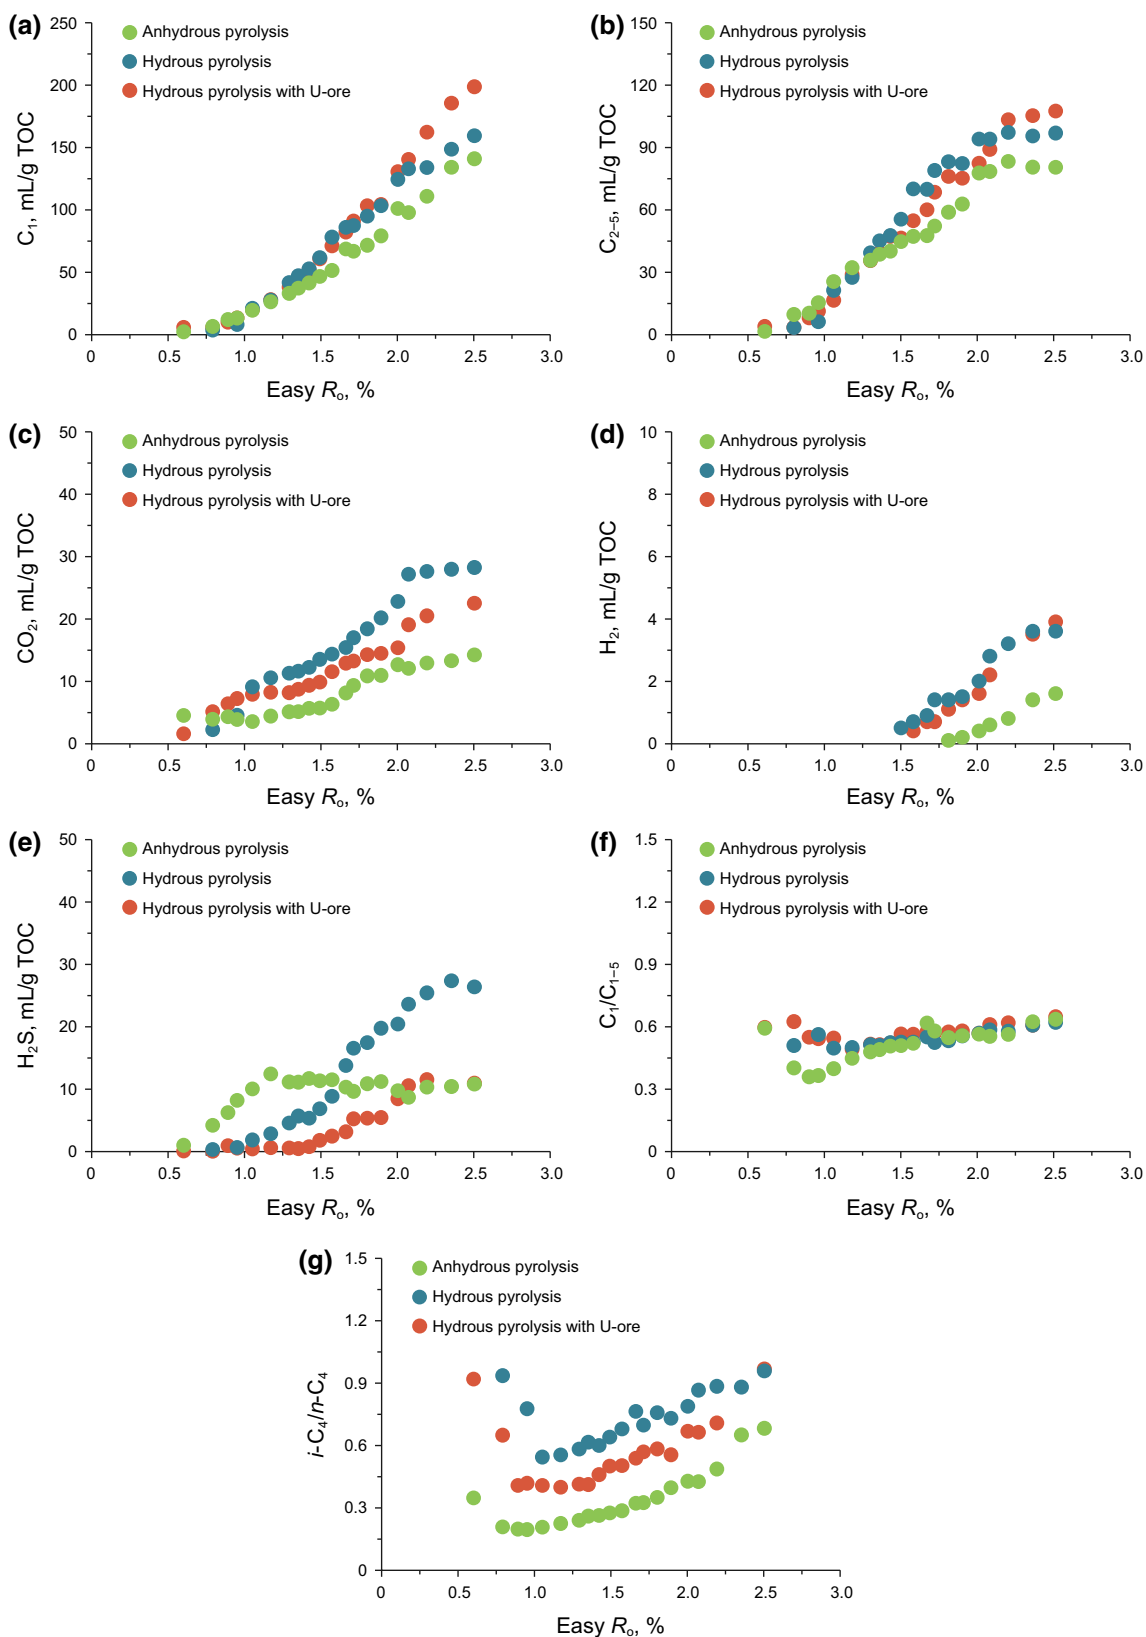 (a)
250
200
150
100
50
0
C₁, mL/g TOC
Anhydrous pyrolysis
Hydrous pyrolysis
Hydrous pyrolysis with U-ore
0 0.5 1.0 1.5 2.0 2.5 3.0
Easy Rₒ, %
(b)
150
120
90
60
30
0
C₂₋₅, mL/g TOC
Anhydrous pyrolysis
Hydrous pyrolysis
Hydrous pyrolysis with U-ore
0 0.5 1.0 1.5 2.0 2.5 3.0
Easy Rₒ, %
(c)
50
40
30
20
10
0
CO₂, mL/g TOC
Anhydrous pyrolysis
Hydrous pyrolysis
Hydrous pyrolysis with U-ore
0 0.5 1.0 1.5 2.0 2.5 3.0
Easy Rₒ, %
(d)
10
8
6
4
2
0
H₂, mL/g TOC
Anhydrous pyrolysis
Hydrous pyrolysis
Hydrous pyrolysis with U-ore
0 0.5 1.0 1.5 2.0 2.5 3.0
Easy Rₒ, %
(e)
50
40
30
20
10
0
H₂S, mL/g TOC
Anhydrous pyrolysis
Hydrous pyrolysis
Hydrous pyrolysis with U-ore
0 0.5 1.0 1.5 2.0 2.5 3.0
Easy Rₒ, %
(f)
1.5
1.2
0.9
0.6
0.3
0
C₁/C₁₋₅
Anhydrous pyrolysis
Hydrous pyrolysis
Hydrous pyrolysis with U-ore
0 0.5 1.0 1.5 2.0 2.5 3.0
Easy Rₒ, %
(g)
1.5
1.2
0.9
0.6
0.3
0
i-C₄/n-C₄
Anhydrous pyrolysis
Hydrous pyrolysis
Hydrous pyrolysis with U-ore
0 0.5 1.0 1.5 2.0 2.5 3.0
Easy Rₒ, %